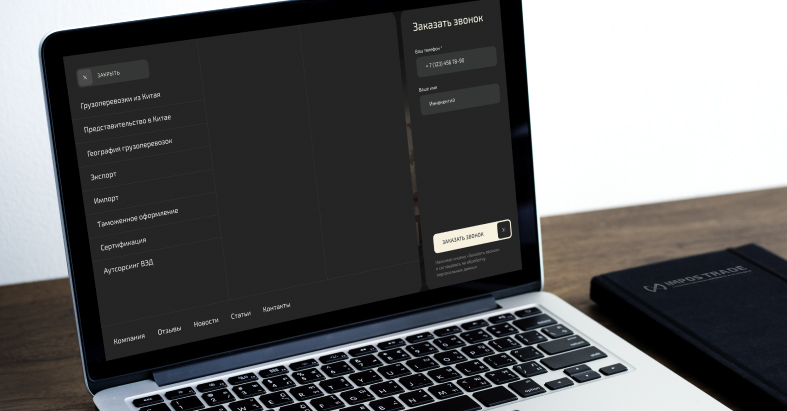 ЗАКРЫТЬ
Грузоперевозки из Китая
Представительство в Китае
География грузоперевозок
Экспорт
Импорт
Таможенное оформление
Сертификация
Аутсорсинг ВЭД
Компания
Отзывы
Новости
Статьи
Контакты
Заказать звонок
Ваш телефон *
+ 7 (123) 456 78-90
Ваше имя
Иннокентий
ЗАКАЗАТЬ ЗВОНОК
IMPOS TRADE